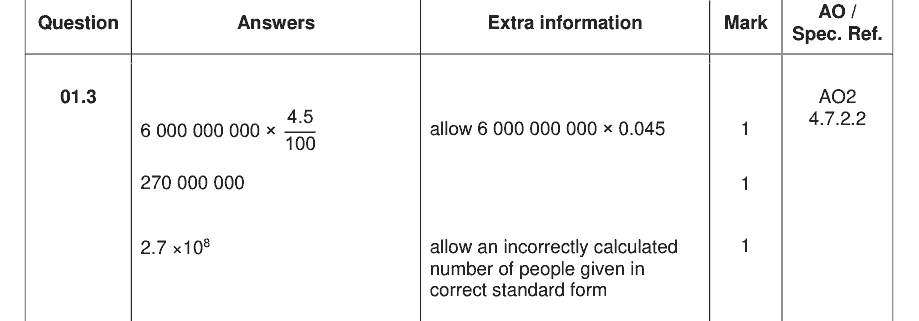 Question Answers Extra information Mark AO /
Spec. Ref.
01.3 AO2
6 000 000 000 × 4.5/100 allow 6 000 000 000 × 0.045 1 4.7.2.2
270 000 000 1
2.7 ×10⁸ allow an incorrectly calculated 1
number of people given in
correct standard form